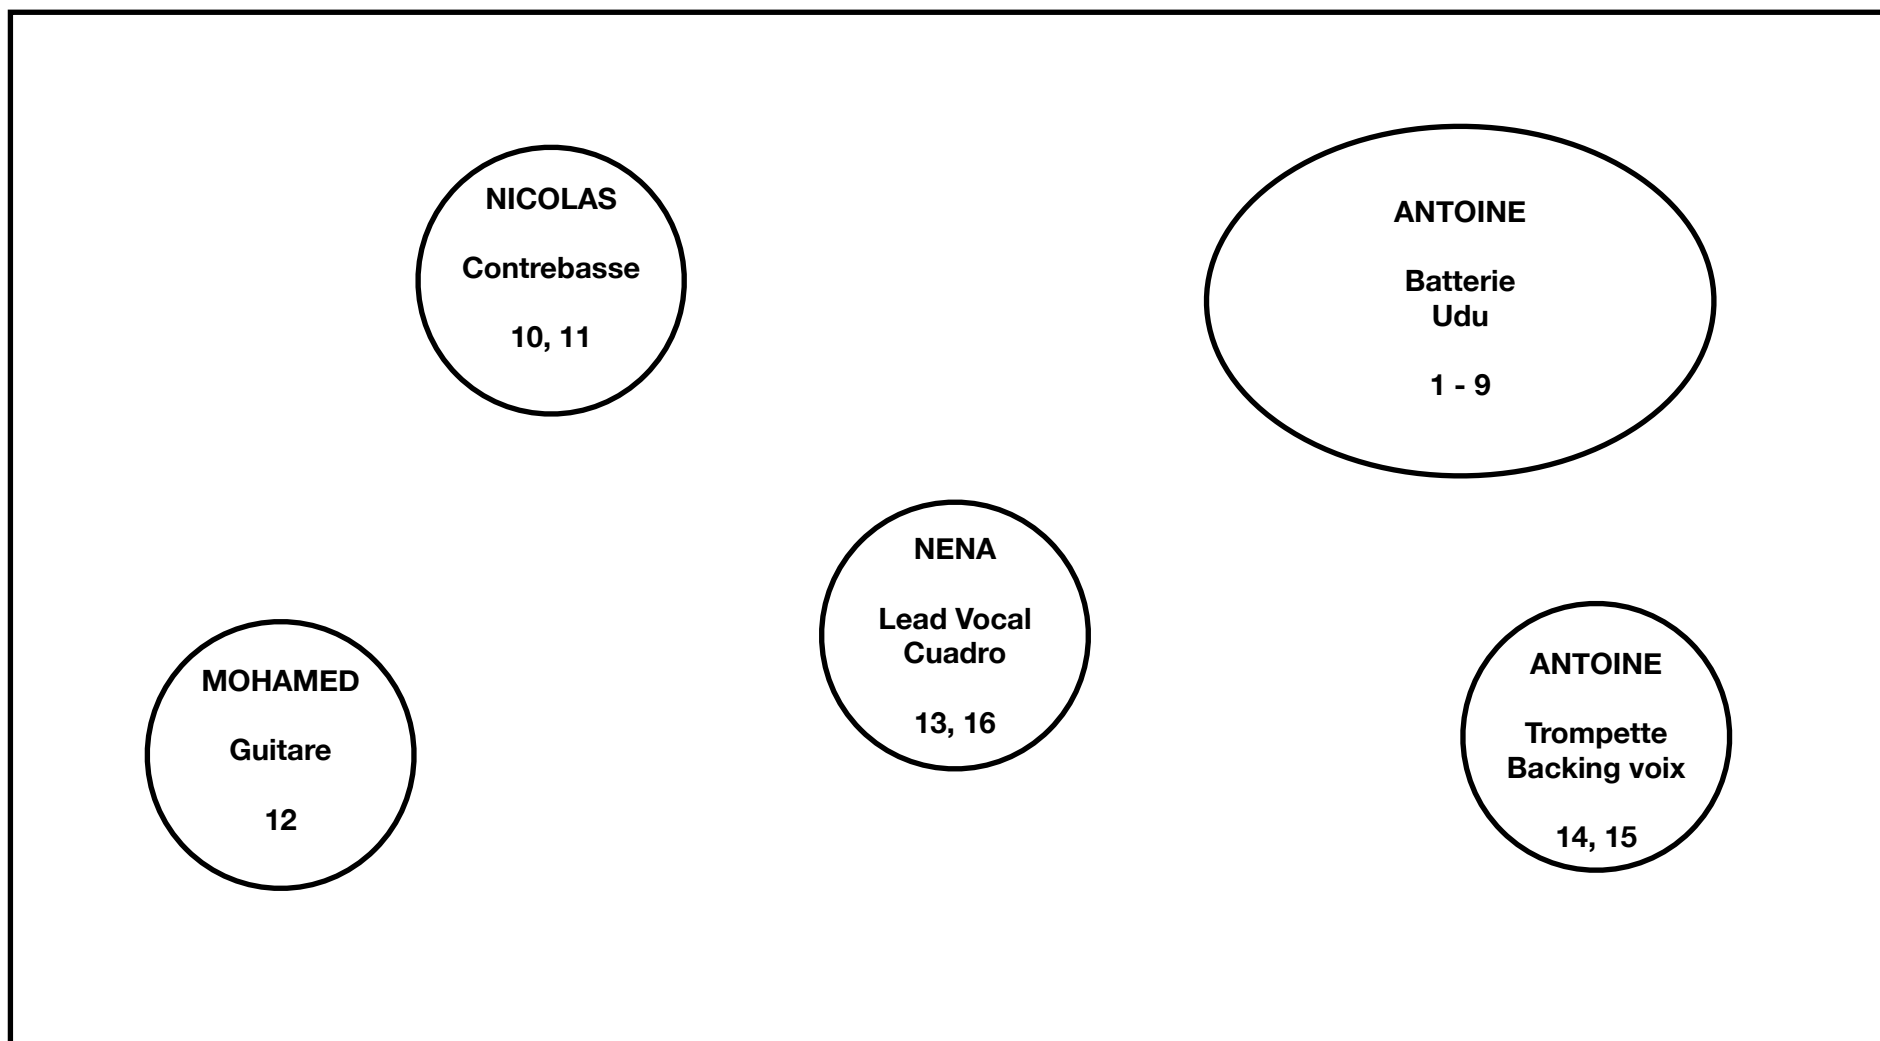 NICOLAS
Contrebasse
10, 11
ANTOINE
Batterie
Udu
1 - 9
NENA
Lead Vocal
Cuadro
13, 16
MOHAMED
Guitare
12
ANTOINE
Trompette
Backing voix
14, 15